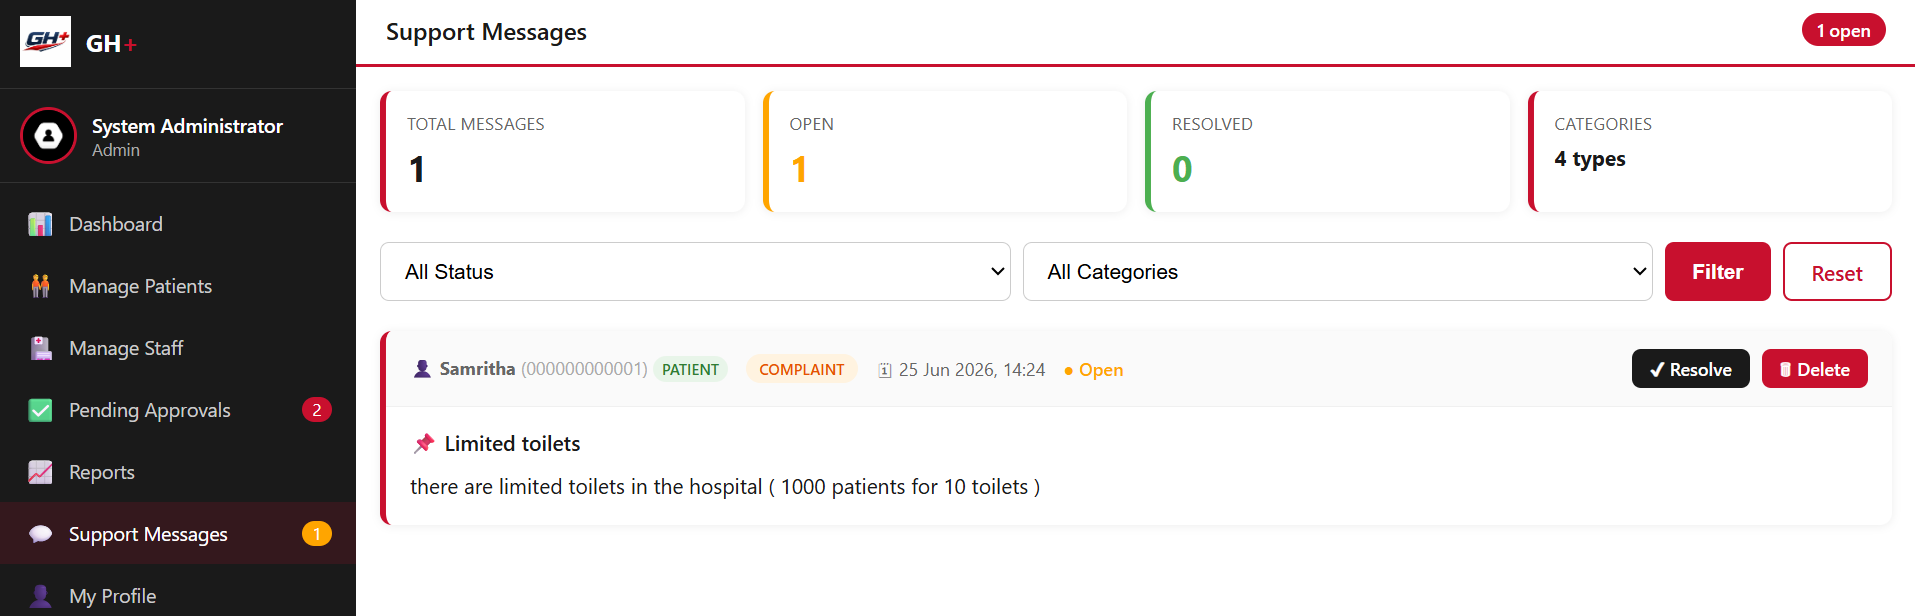 GH+
GH+
System Administrator
Admin
Dashboard
Manage Patients
Manage Staff
Pending Approvals 2
Reports
Support Messages 1
My Profile
Support Messages
1 open
TOTAL MESSAGES
1
OPEN
1
RESOLVED
0
CATEGORIES
4 types
All Status
All Categories
Filter
Reset
Samritha (000000000001) PATIENT COMPLAINT 25 Jun 2026, 14:24 ● Open
✔ Resolve
Delete
Limited toilets
there are limited toilets in the hospital ( 1000 patients for 10 toilets )